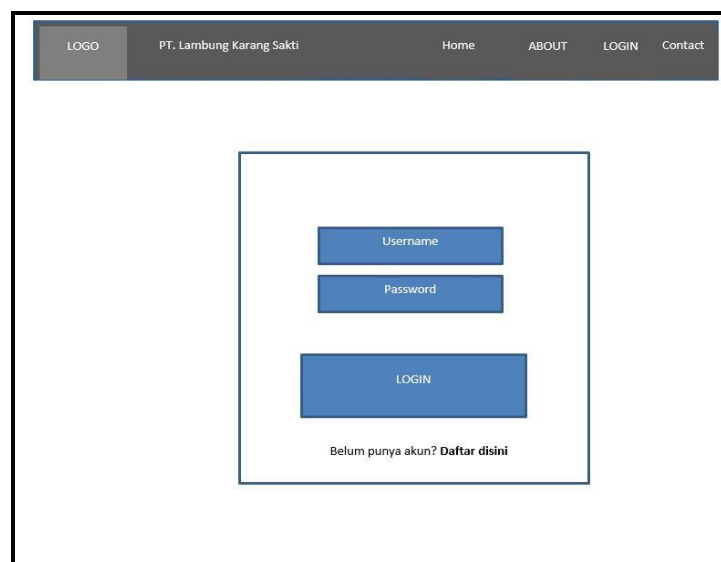 LOGO PT. Lambung Karang Sakti Home ABOUT LOGIN Contact
Username
Password
LOGIN
Belum punya akun? Daftar disini